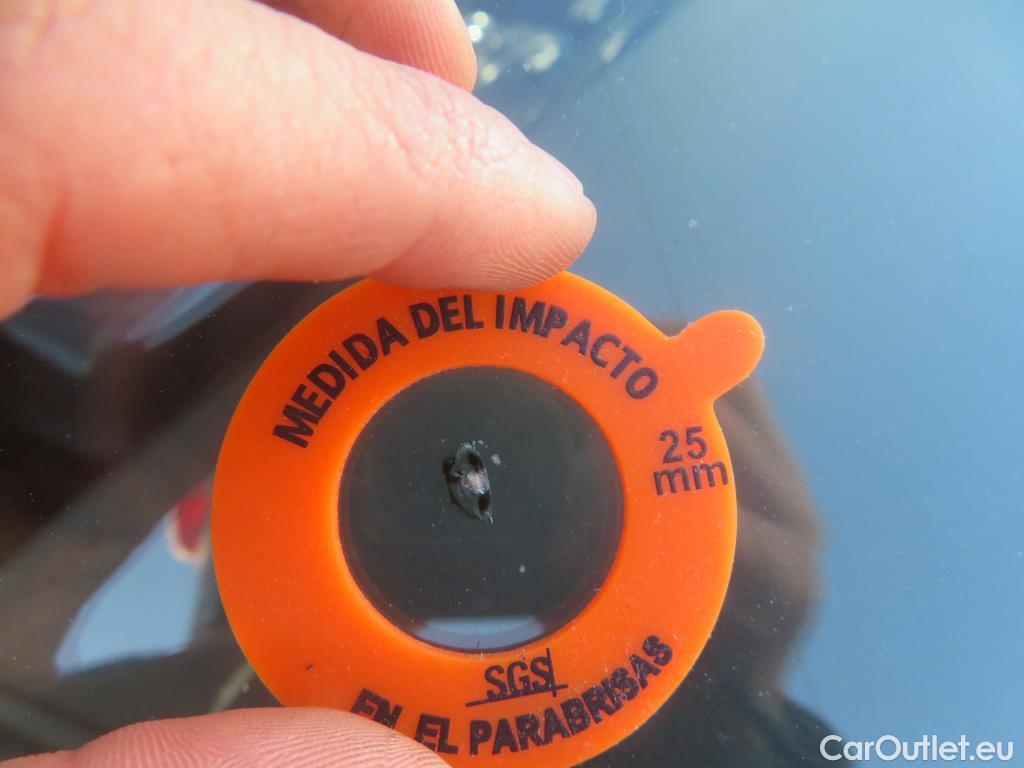 MEDIDA DEL IMPACTO
25
mm
SGS
EN EL PARABRISAS
CarOutlet.eu